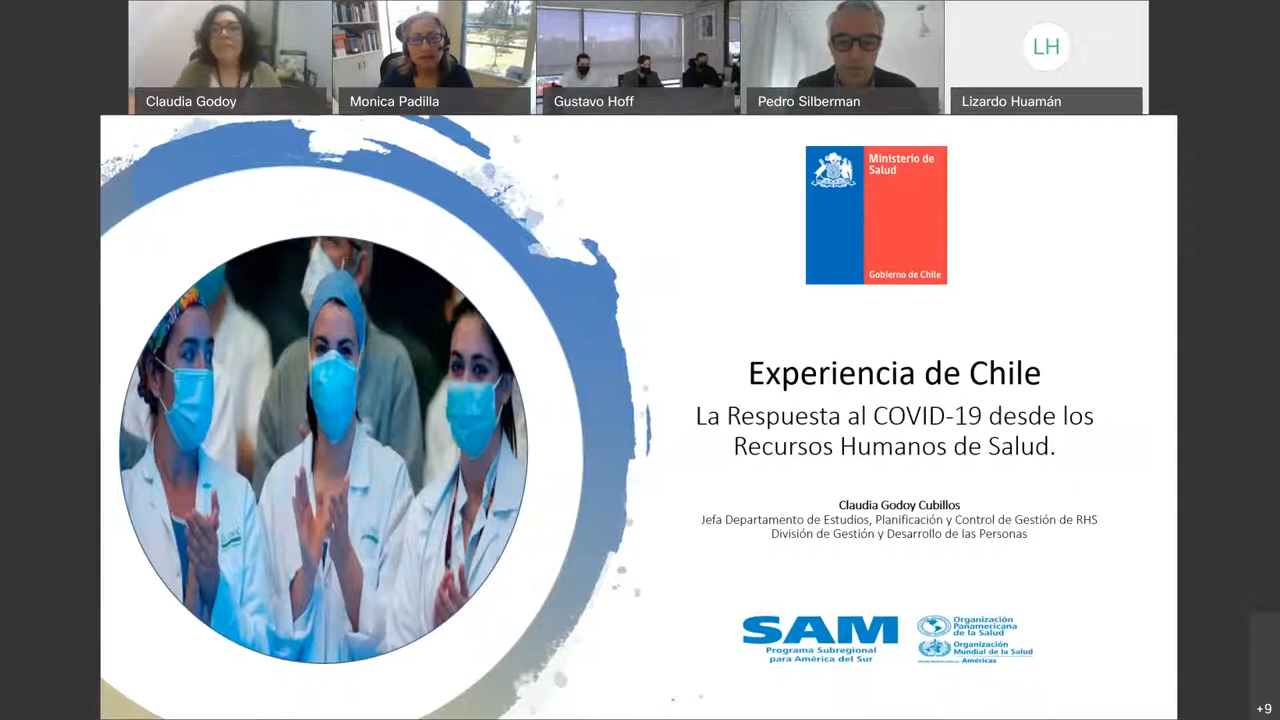 Claudia Godoy
Monica Padilla
Gustavo Hoff
Pedro Silberman
LH
Lizardo Huamán
Ministerio de
Salud
Gobierno de Chile
Experiencia de Chile
La Respuesta al COVID-19 desde los
Recursos Humanos de Salud.
Claudia Godoy Cubillos
Jefa Departamento de Estudios, Planificación y Control de Gestión de RHS
División de Gestión y Desarrollo de las Personas
SAM
Programa Subregional
para América del Sur
Organización
Panamericana
de la Salud
Organización
Mundial de la Salud
Américas
+9